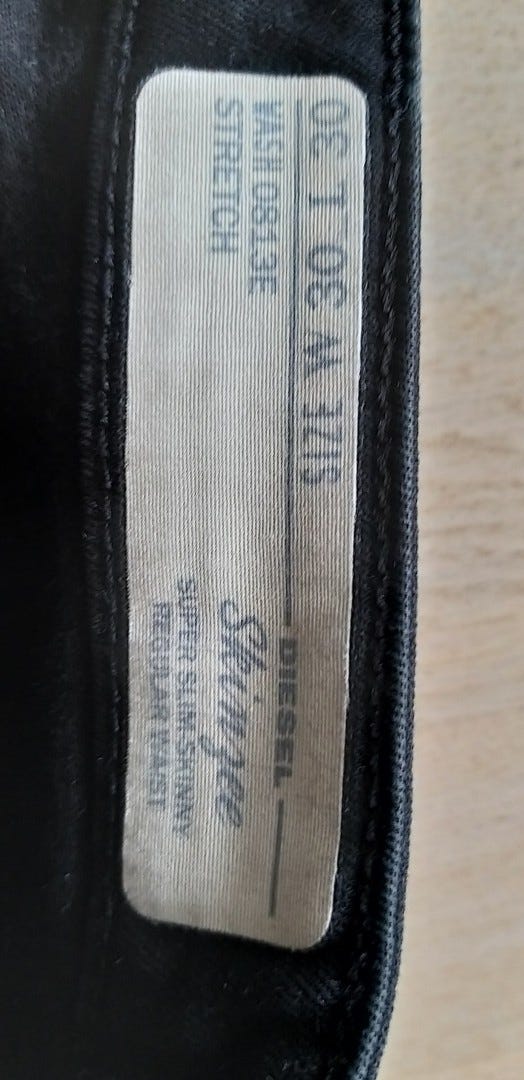 SIZE W 30 L 30
WASH 0813E
STRETCH
DIESEL
Skinzee
SUPER SLIM-SKINNY
REGULAR WAIST